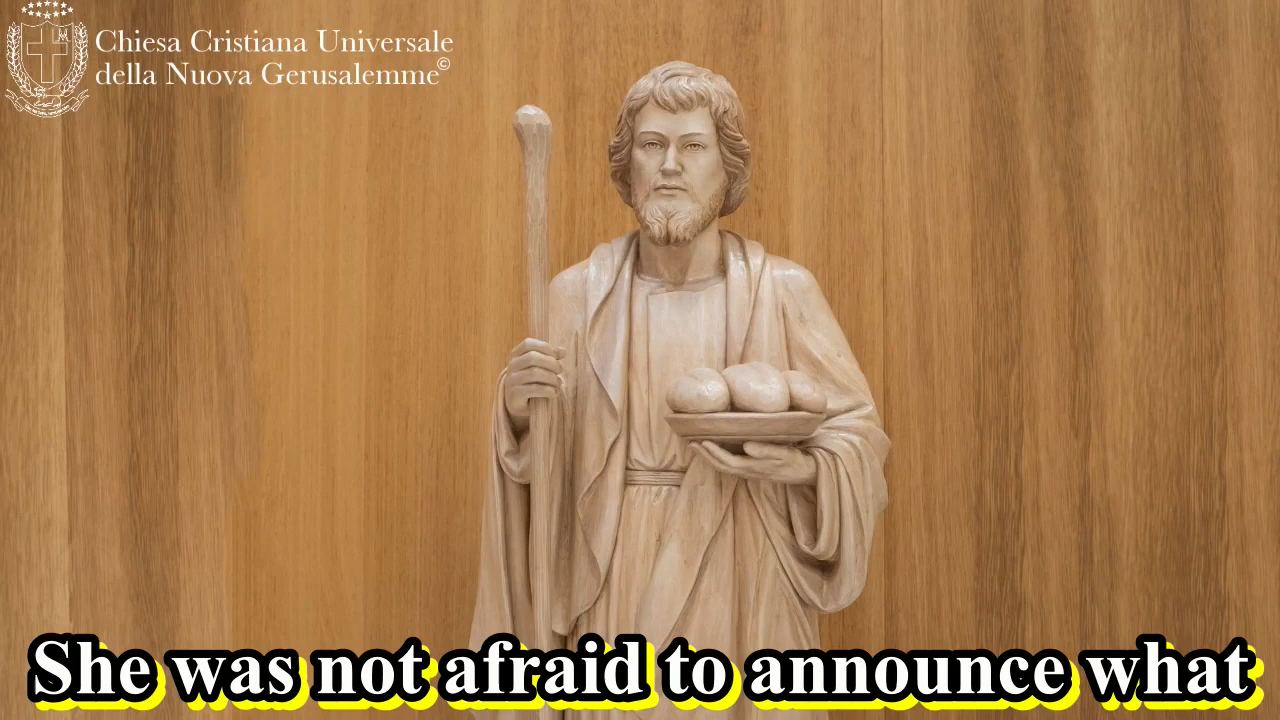 Chiesa Cristiana Universale
della Nuova Gerusalemme©
She was not afraid to announce what